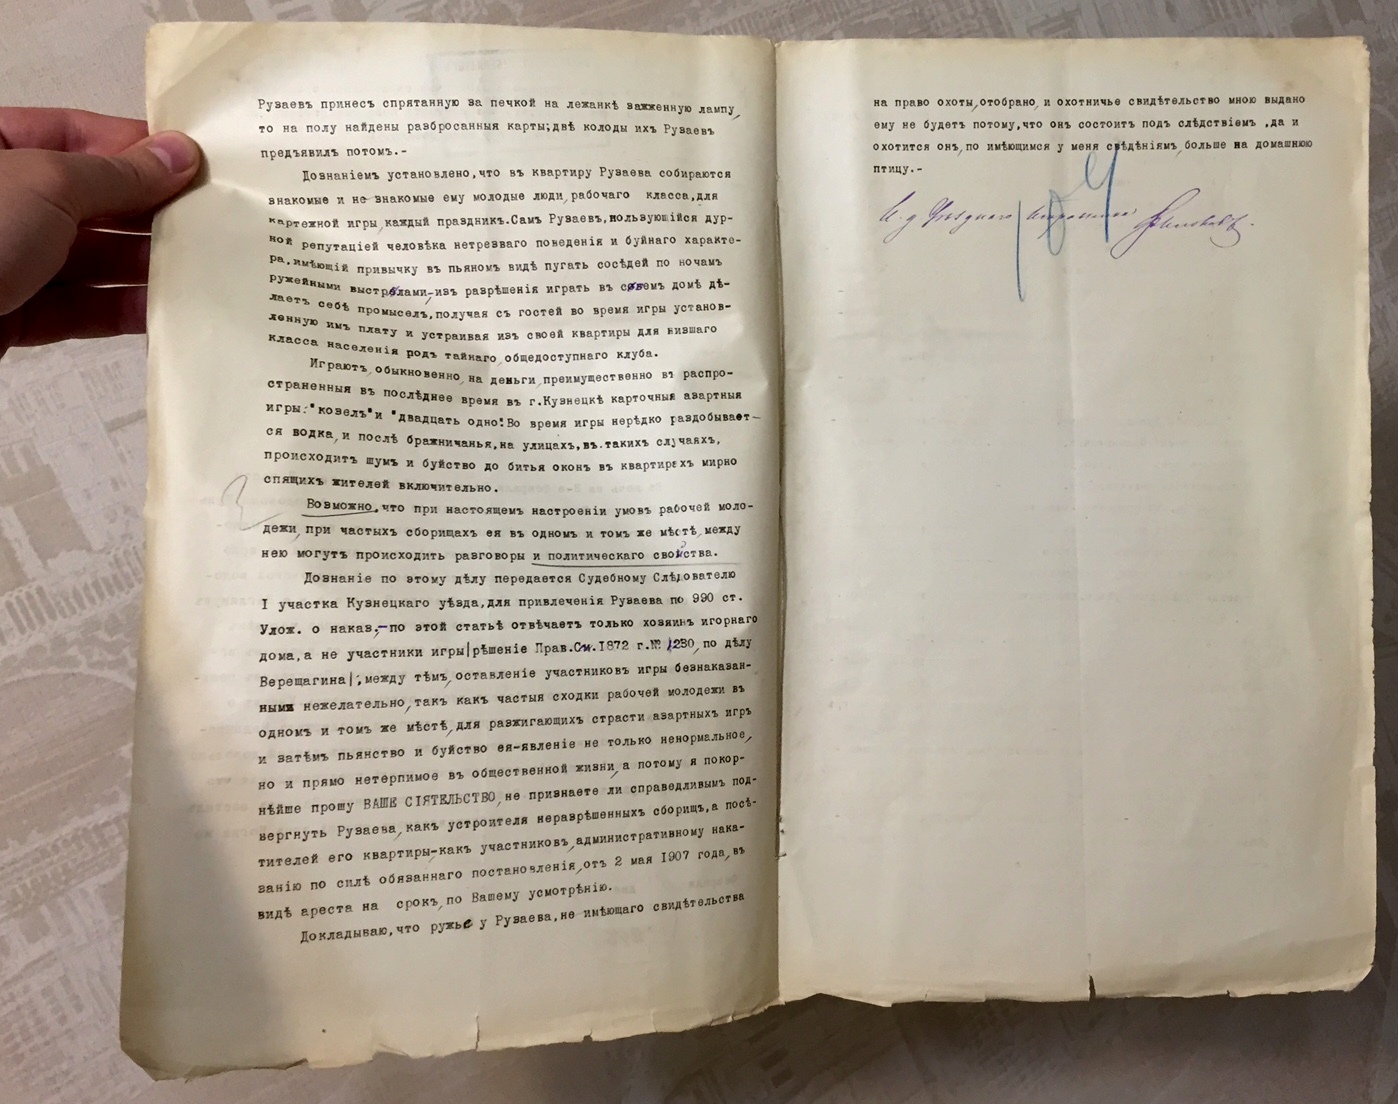 Рузаевъ принесъ спрятанную за печкой на лежанкѣ зажженную лампу,
то на полу найдены разбросанныя карты;двѣ колоды ихъ Рузаевъ
предъявилъ потомъ.-
Дознаніемъ установлено,что въ квартиру Рузаева собираются
знакомые и не знакомые ему молодые люди,рабочаго класса,для
картежной игры,каждый праздникъ.Самъ Рузаевъ,пользующійся дур-
ной репутаціей человѣка нетрезваго поведенія и буйнаго характе-
ра,имѣющій привычку въ пьяномъ видѣ пугать сосѣдей по ночамъ
ружейными выстрѣлами,-изъ разрѣшенія играть въ своемъ домѣ дѣ-
лаетъ себѣ промыселъ,получая съ гостей во время игры установ-
ленную имъ плату и устраивая изъ своей квартиры для низшаго
класса населенія родъ тайнаго,общедоступнаго клуба.
Играютъ,обыкновенно,на деньги,преимущественно въ распро-
страненныя въ послѣднее время въ г.Кузнецкѣ карточныя азартныя
игры:"козелъ"и "двадцать одно".Во время игры нерѣдко раздобывает-
ся водка,и послѣ бражничанья,на улицахъ,въ.такихъ случаяхъ,
происходитъ шумъ и буйство до битья оконъ въ квартирахъ мирно
спящихъ жителей включительно.
Возможно,что при настоящемъ настроеніи умовъ рабочей моло-
дежи,при частыхъ сборищахъ ея въ одномъ и томъ же мѣстѣ,между
нею могутъ происходить разговоры и политическаго свойства.
Дознаніе по этому дѣлу передается Судебному Слѣдователю
I участка Кузнецкаго уѣзда,для привлеченія Рузаева по 990 ст.
Улож. о наказ.,-по этой статьѣ отвѣчаетъ только хозяинъ игорнаго
дома,а не участники игры|рѣшеніе Прав.Си.1872 г.№ 1230,по дѣлу
Верещагина|;между тѣмъ,оставленіе участниковъ игры безнаказан-
ными нежелательно,такъ какъ частыя сходки рабочей молодежи въ
одномъ и томъ же мѣстѣ,для разжигающихъ страсти азартныхъ игръ
и затѣмъ пьянство и буйство ея-явленіе не только ненормальное,
но и прямо нетерпимое въ общественной жизни,а потому я покор-
нѣйше прошу ВАШЕ СІЯТЕЛЬСТВО,не признаете ли справедливымъ под-
вергнуть Рузаева,какъ устроителя неразрѣшенныхъ сборищъ,а посѣ-
тителей его квартиры-какъ участниковъ,административному нака-
занію по силѣ обязаннаго постановленія,отъ 2 мая 1907 года,въ
видѣ ареста на срокъ,по Вашему усмотрѣнію.
Докладываю,что ружье у Рузаева,не имѣющаго свидѣтельства
на право охоты,отобрано,и охотничье свидѣтельство мною выдано
ему не будетъ потому,что онъ состоитъ подъ слѣдствіемъ ,да и
охотится онъ,по имѣющимся у меня свѣдѣніямъ,больше на домашнюю
птицу.-
И.д Уѣзднаго Исправника